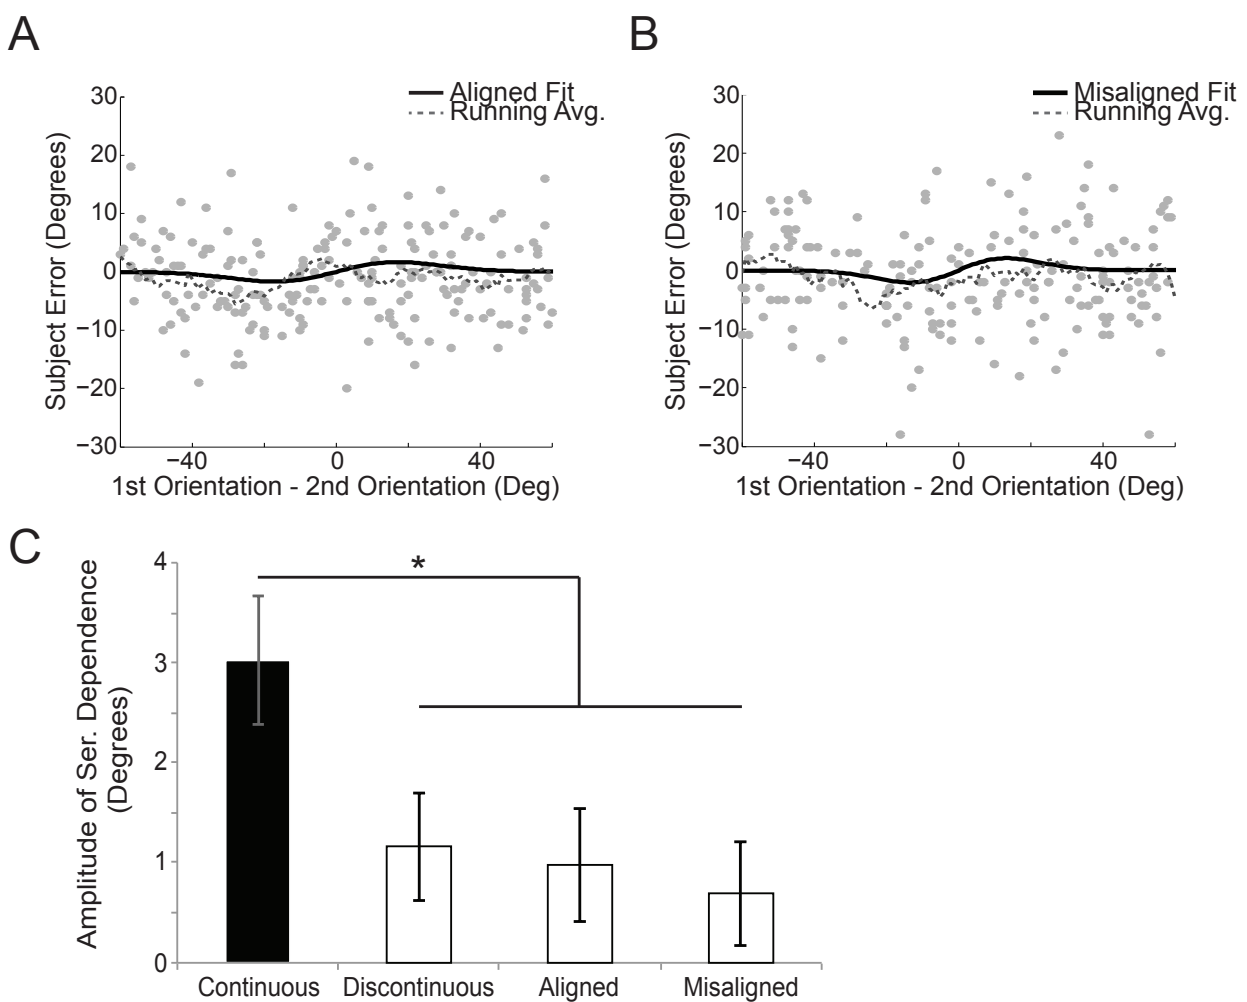 A
B
Aligned Fit
Running Avg.
Misaligned Fit
Running Avg.
Subject Error (Degrees)
30
20
10
0
−10
−20
−30
−40
0
40
1st Orientation - 2nd Orientation (Deg)
Subject Error (Degrees)
30
20
10
0
−10
−20
−30
−40
0
40
1st Orientation - 2nd Orientation (Deg)
C
Amplitude of Ser. Dependence
(Degrees)
4
3
2
1
0
*
Continuous
Discontinuous
Aligned
Misaligned